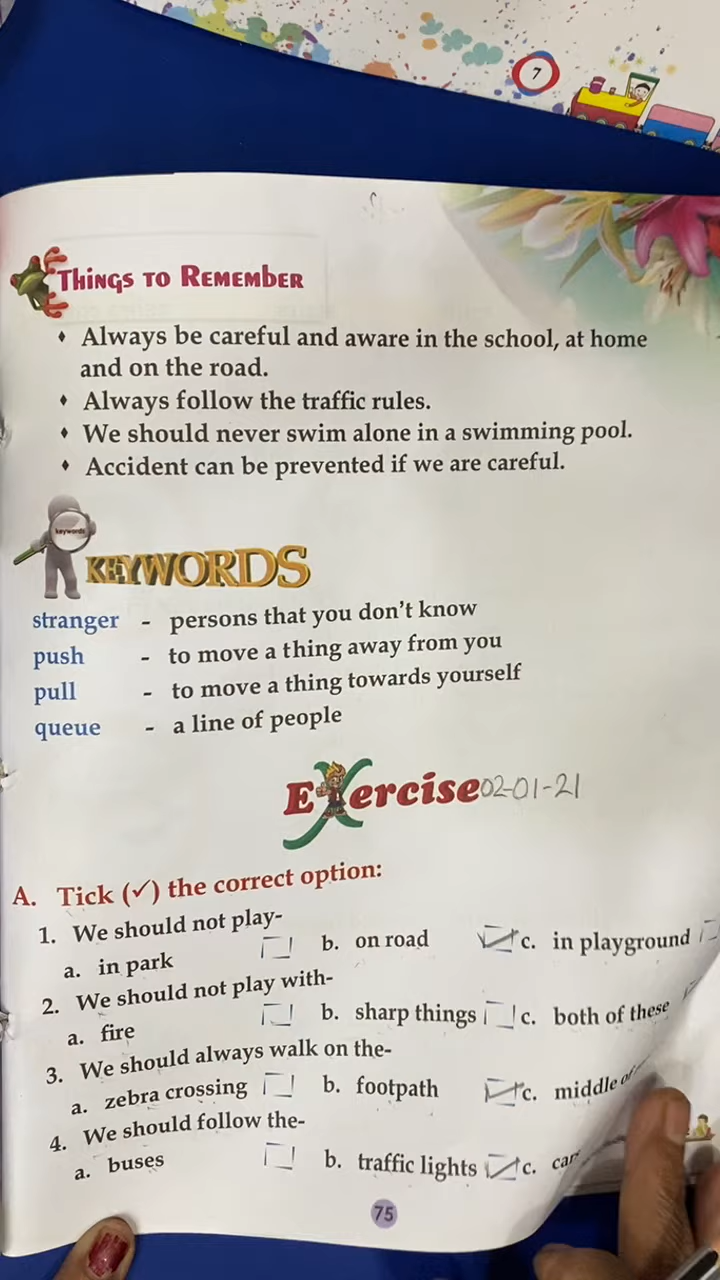 7
Things to Remember
♦ Always be careful and aware in the school, at home
and on the road.
♦ Always follow the traffic rules.
♦ We should never swim alone in a swimming pool.
♦ Accident can be prevented if we are careful.
keywords
KEYWORDS
stranger - persons that you don't know
push - to move a thing away from you
pull - to move a thing towards yourself
queue - a line of people
Exercise 02-01-21
A. Tick (✓) the correct option:
1. We should not play-
a. in park b. on road c. in playground
2. We should not play with-
a. fire b. sharp things c. both of these
3. We should always walk on the-
a. zebra crossing b. footpath c. middle of
4. We should follow the-
a. buses b. traffic lights c.
75